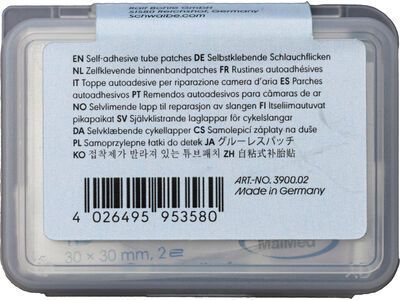 Ralf Bohle GmbH
51580 Reichshof, Germany
schwalbe.com
EN Self-adhesive tube patches DE Selbstklebende Schlauchflicken
NL Zelfklevende binnenbandpatches FR Rustines autoadhésives
IT Toppe autoadesive per riparazione camera d'aria ES Parches
autoadhesivos PT Remendos autoadesivos para câmaras de ar
NO Selvlimende lapp til reparasjon av slangen FI Itseliimautuvat
pikapaikat SV Självklistrande laglappar för cykelslangar
DA Selvklæbende cykellapper CS Samolepicí záplaty na duše
PL Samoprzylepne łatki do dętek JA グルーレスパッチ
KO 접착제가 발라져 있는 튜브패치 ZH 自粘式补胎贴
ART.-NO. 3900.02
Made in Germany
4 026495 953580
30 × 30 mm, 2
MaiMed